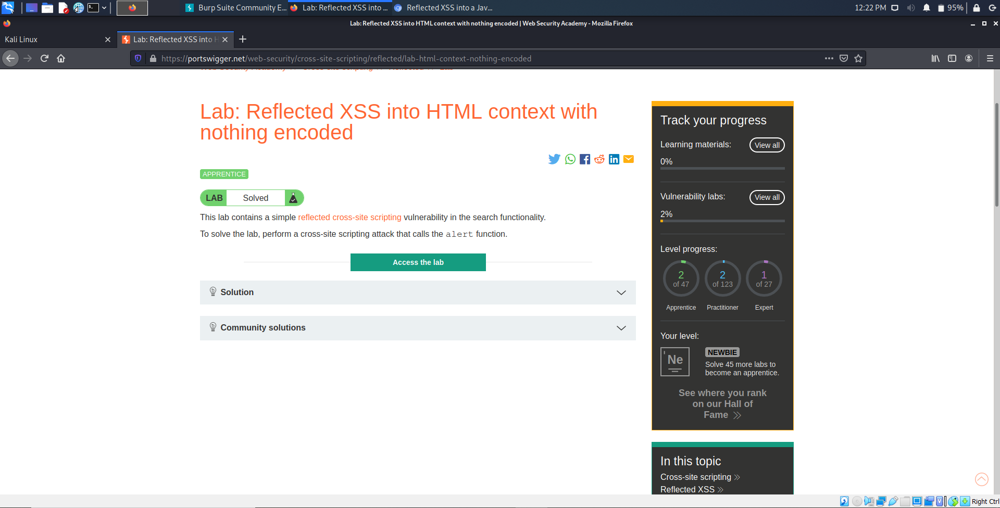 Burp Suite Community E...
Lab: Reflected XSS into ...
Reflected XSS into a Jav...
12:22 PM
95%
Lab: Reflected XSS into HTML context with nothing encoded | Web Security Academy - Mozilla Firefox
Kali Linux
Lab: Reflected XSS into H
https://portswigger.net/web-security/cross-site-scripting/reflected/lab-html-context-nothing-encoded
Lab: Reflected XSS into HTML context with
nothing encoded
APPRENTICE
LAB Solved
This lab contains a simple reflected cross-site scripting vulnerability in the search functionality.
To solve the lab, perform a cross-site scripting attack that calls the alert function.
Access the lab
Solution
Community solutions
Track your progress
Learning materials: View all
0%
Vulnerability labs: View all
2%
Level progress:
2 2 1
of 47 of 123 of 27
Apprentice Practitioner Expert
Your level:
Ne
NEWBIE
Solve 45 more labs to
become an apprentice.
See where you rank
on our Hall of
Fame
In this topic
Cross-site scripting
Reflected XSS
Right Ctrl